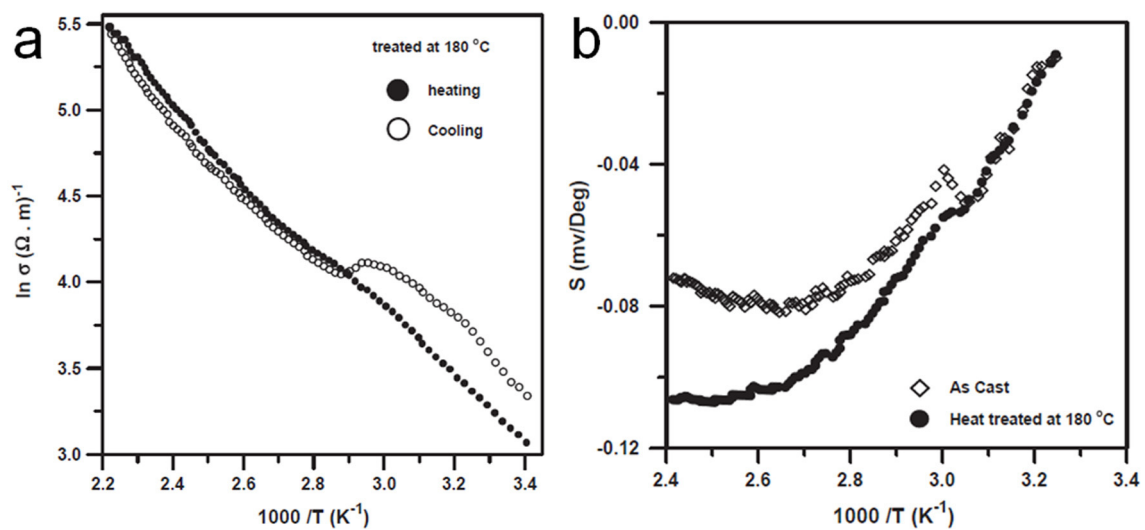 a
treated at 180 °C
heating
Cooling
ln σ (Ω . m)⁻¹
5.5
5.0
4.5
4.0
3.5
3.0
2.2 2.4 2.6 2.8 3.0 3.2 3.4
1000 /T (K⁻¹)
b
S (mv/Deg)
0.00
-0.04
-0.08
-0.12
As Cast
Heat treated at 180 °C
2.4 2.6 2.8 3.0 3.2 3.4
1000 /T (K⁻¹)